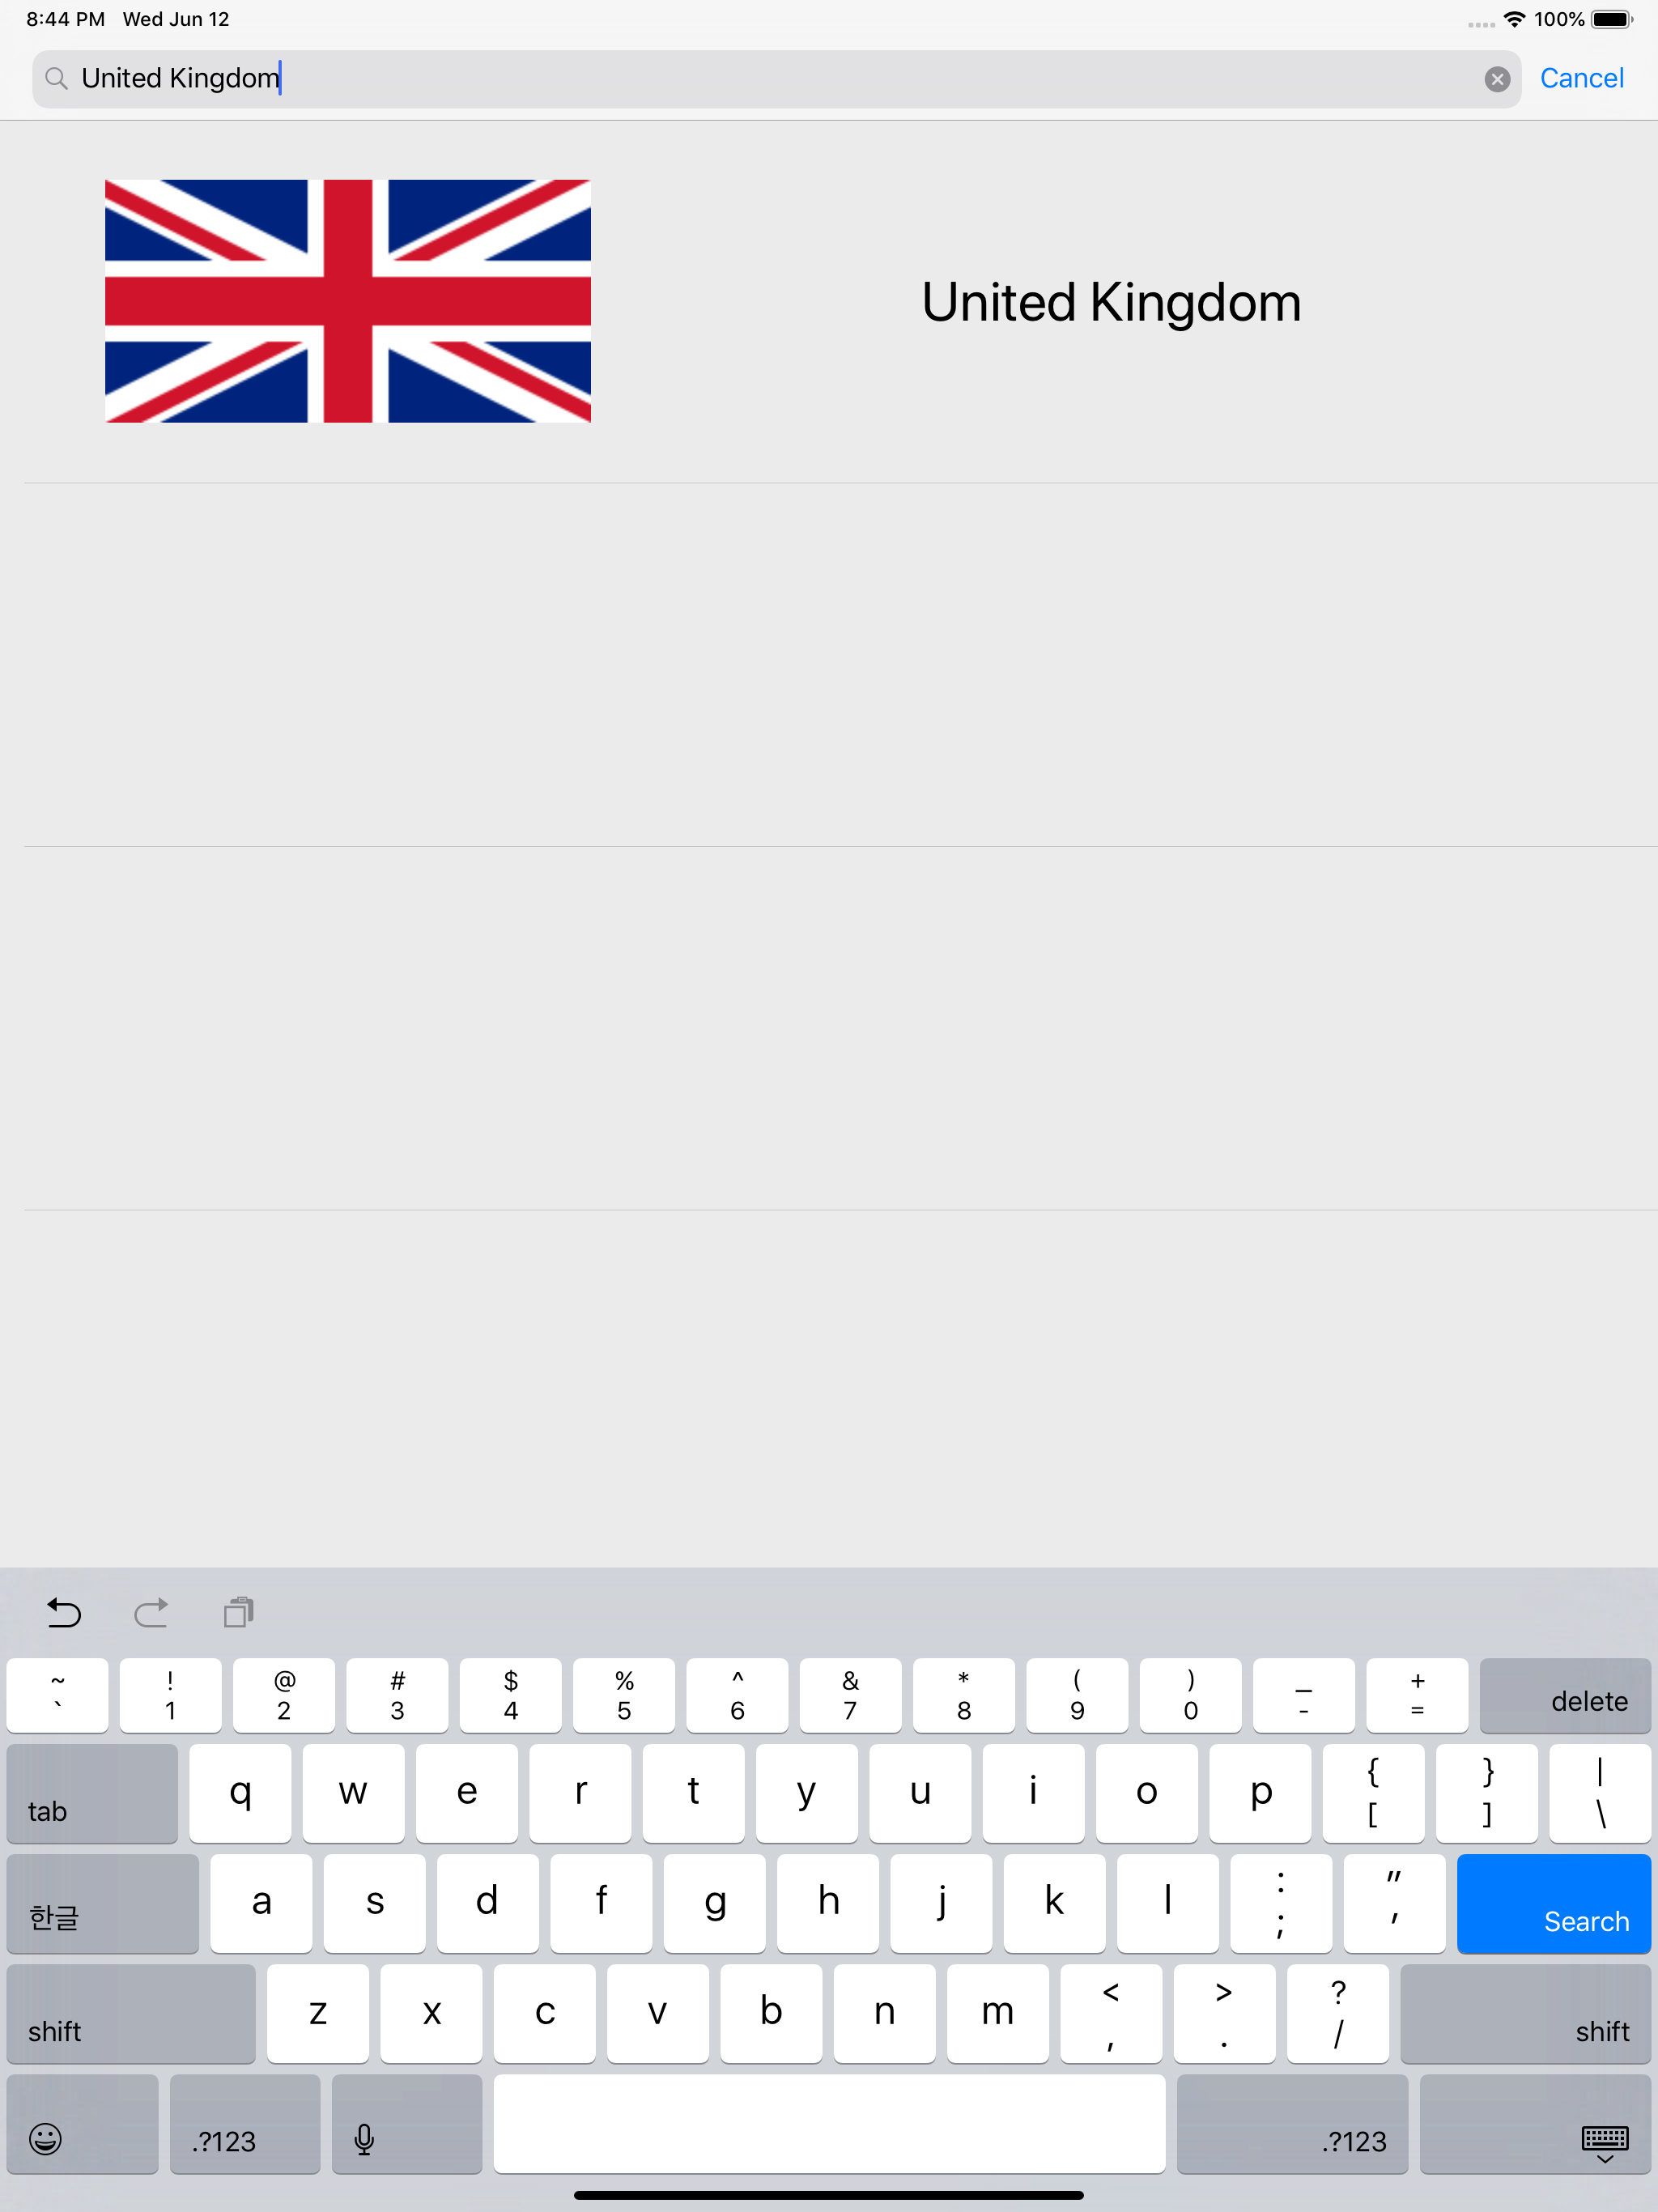 8:44 PM Wed Jun 12
100%
United Kingdom
Cancel
United Kingdom
~ ! @ # $ % ^ & * ( ) _ +
` 1 2 3 4 5 6 7 8 9 0 - = delete
tab q w e r t y u i o p { } |
[ ] \
한글 a s d f g h j k l : "
; ' Search
shift z x c v b n m < > ? shift
, . /
.?123 .?123